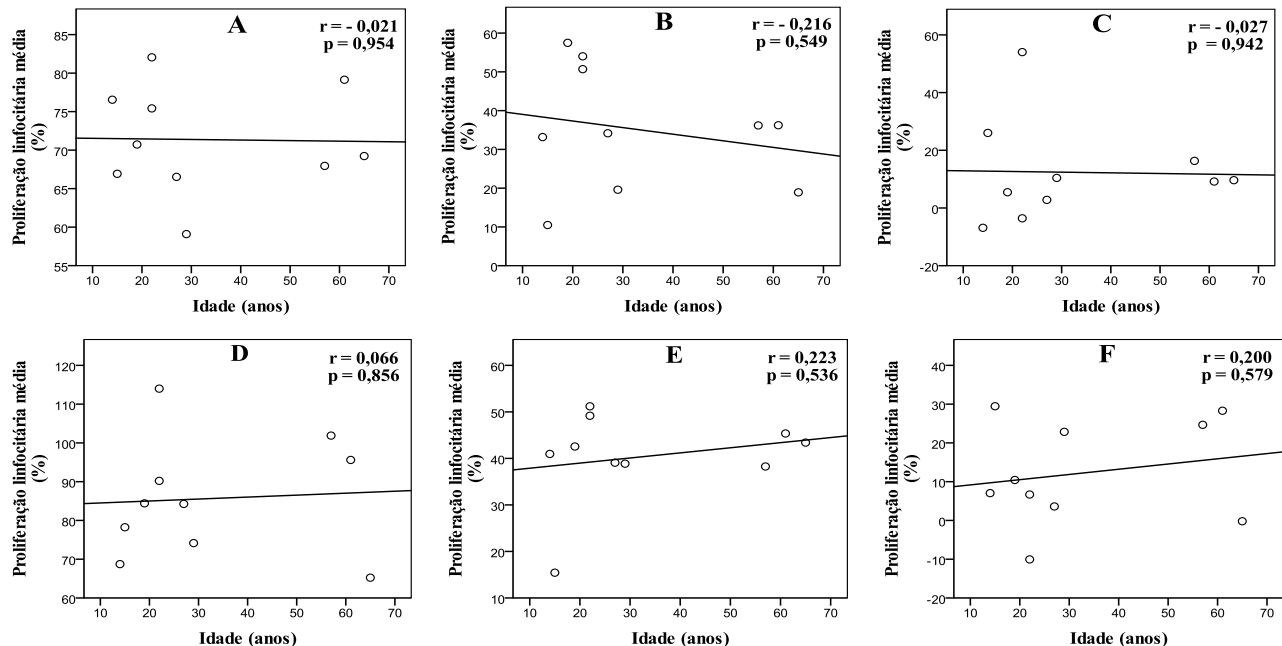 A
r = - 0,021
p = 0,954
Proliferação linfocitária média
(%)
85
80
75
70
65
60
55
10 20 30 40 50 60 70
Idade (anos)
B
r = - 0,216
p = 0,549
Proliferação linfocitária média
(%)
60
50
40
30
20
10
0
10 20 30 40 50 60 70
Idade (anos)
C
r = - 0,027
p = 0,942
Proliferação linfocitária média
(%)
60
40
20
0
-20
10 20 30 40 50 60 70
Idade (anos)
D
r = 0,066
p = 0,856
Proliferação linfocitária média
(%)
120
110
100
90
80
70
60
10 20 30 40 50 60 70
Idade (anos)
E
r = 0,223
p = 0,536
Proliferação linfocitária média
(%)
60
50
40
30
20
10
10 20 30 40 50 60 70
Idade (anos)
F
r = 0,200
p = 0,579
Proliferação linfocitária média
(%)
40
30
20
10
0
-10
-20
10 20 30 40 50 60 70
Idade (anos)